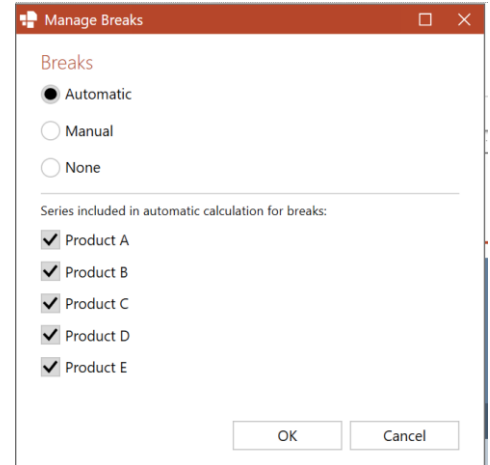 Manage Breaks
Breaks
Automatic
Manual
None
Series included in automatic calculation for breaks:
Product A
Product B
Product C
Product D
Product E
OK
Cancel